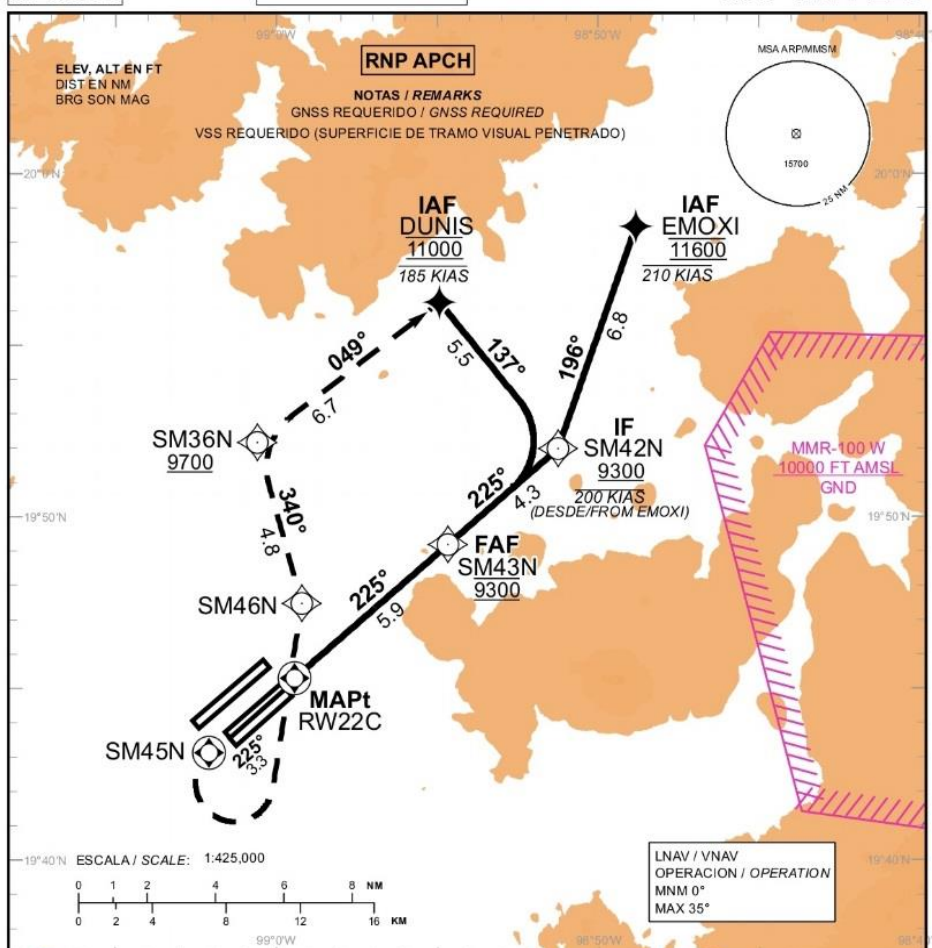 99°0'W
98°50'W
ELEV, ALT EN FT
DIST EN NM
BRG SON MAG
RNP APCH
NOTAS / REMARKS
GNSS REQUERIDO / GNSS REQUIRED
VSS REQUERIDO (SUPERFICIE DE TRAMO VISUAL PENETRADO)
MSA ARP/MMSM
15700
25 NM
20°0'N
20°0'N
IAF
DUNIS
11000
185 KIAS
IAF
EMOXI
11600
210 KIAS
049°
6.7
137°
5.5
196°
6.8
SM36N
9700
IF
SM42N
9300
200 KIAS
(DESDE/FROM EMOXI)
MMR-100 W
10000 FT AMSL
GND
340°
4.8
225°
4.3
19°50'N
19°50'N
FAF
SM43N
9300
225°
5.9
SM46N
MAPt
RW22C
SM45N
225°
3.3
19°40'N
19°40'N
ESCALA / SCALE: 1:425,000
0 1 2 4 6 8 NM
0 2 4 8 12 16 KM
LNAV / VNAV
OPERACION / OPERATION
MNM 0°
MAX 35°
99°0'W
98°50'W